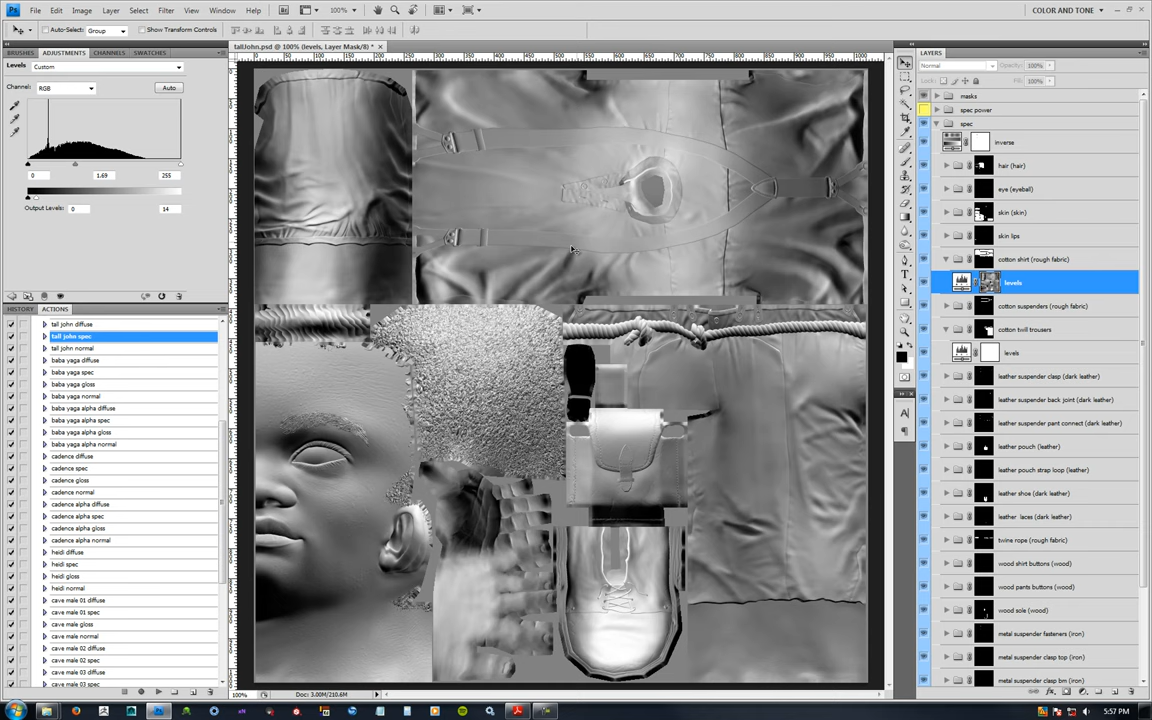 Ps File Edit Image Layer Select Filter View Window Help 100% COLOR AND TONE
Auto-Select: Group Show Transform Controls
BRUSHES ADJUSTMENTS CHANNELS SWATCHES
Levels Custom
Channel: RGB Auto
0 1.69 255
Output Levels: 0 14
HISTORY ACTIONS
tall john diffuse
tall john spec
tall john normal
baba yaga diffuse
baba yaga spec
baba yaga gloss
baba yaga normal
baba yaga alpha diffuse
baba yaga alpha spec
baba yaga alpha gloss
baba yaga alpha normal
cadence diffuse
cadence spec
cadence gloss
cadence normal
cadence alpha diffuse
cadence alpha spec
cadence alpha gloss
cadence alpha normal
heidi diffuse
heidi spec
heidi gloss
heidi normal
cave male 01 diffuse
cave male 01 spec
cave male gloss
cave male normal
cave male 02 diffuse
cave male 02 spec
cave male 03 diffuse
cave male 03 spec
tallJohn.psd @ 100% (levels, Layer Mask/8) *
100% Doc: 3.00M/210.6M
LAYERS
Normal Opacity: 100%
Lock: Fill: 100%
masks
spec power
spec
inverse
hair (hair)
eye (eyeball)
skin (skin)
skin lips
cotton shirt (rough fabric)
levels
cotton suspenders (rough fabric)
cotton twill trousers
levels
leather suspender clasp (dark leather)
leather suspender back joint (dark leather)
leather suspender pant connect (dark leather)
leather pouch (leather)
leather pouch strap loop (leather)
leather shoe (dark leather)
leather laces (dark leather)
twine rope (rough fabric)
wood shirt buttons (wood)
wood pants buttons (wood)
wood sole (wood)
metal suspender fasteners (iron)
metal suspender clasp top (iron)
metal suspender clasp bm (iron)
5:57 PM